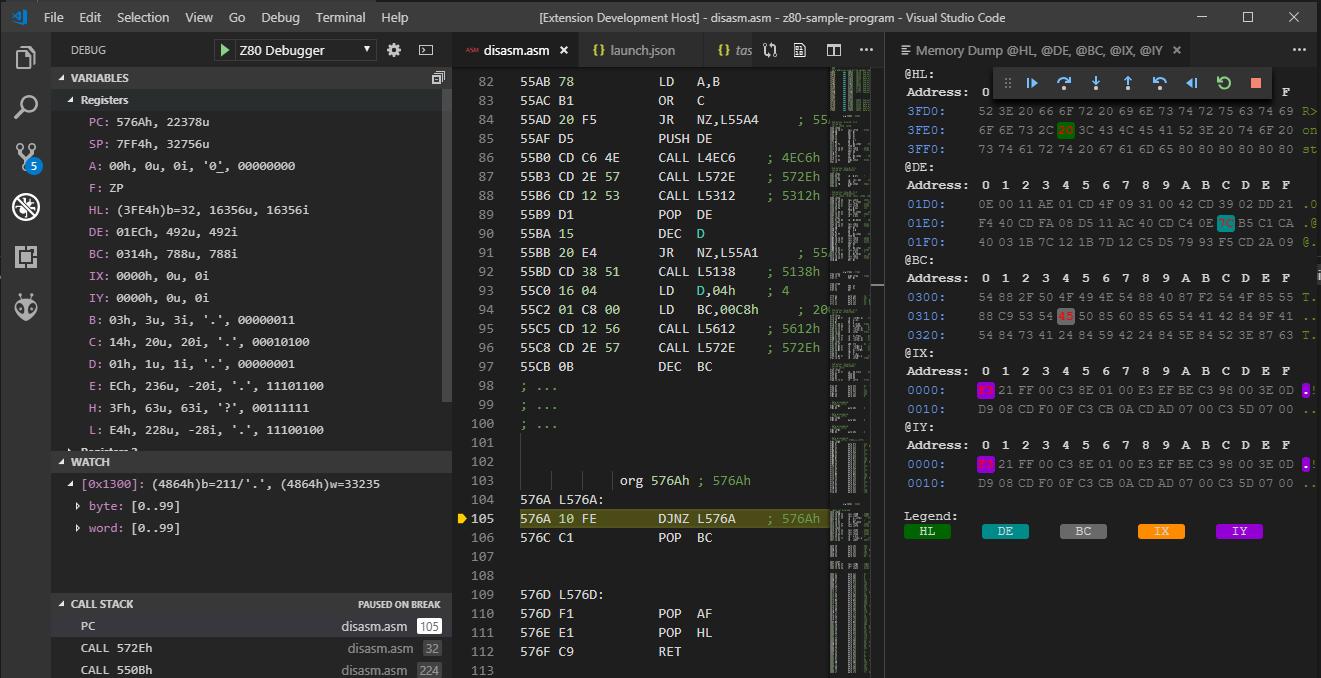 File Edit Selection View Go Debug Terminal Help [Extension Development Host] - disasm.asm - z80-sample-program - Visual Studio Code
DEBUG Z80 Debugger
VARIABLES
Registers
PC: 576Ah, 22378u
SP: 7FF4h, 32756u
A: 00h, 0u, 0i, '0̲', 00000000
F: ZP
HL: (3FE4h)b=32, 16356u, 16356i
DE: 01ECh, 492u, 492i
BC: 0314h, 788u, 788i
IX: 0000h, 0u, 0i
IY: 0000h, 0u, 0i
B: 03h, 3u, 3i, '.', 00000011
C: 14h, 20u, 20i, '.', 00010100
D: 01h, 1u, 1i, '.', 00000001
E: ECh, 236u, -20i, '.', 11101100
H: 3Fh, 63u, 63i, '?', 00111111
L: E4h, 228u, -28i, '.', 11100100
5
WATCH
[0x1300]: (4864h)b=211/'.', (4864h)w=33235
byte: [0..99]
word: [0..99]
CALL STACK PAUSED ON BREAK
PC disasm.asm 105
CALL 572Eh disasm.asm 32
CALL 550Bh disasm.asm 224
ASM disasm.asm {} launch.json {} tas
82 55AB 78 LD A,B
83 55AC B1 OR C
84 55AD 20 F5 JR NZ,L55A4 ; 55
85 55AF D5 PUSH DE
86 55B0 CD C6 4E CALL L4EC6 ; 4EC6h
87 55B3 CD 2E 57 CALL L572E ; 572Eh
88 55B6 CD 12 53 CALL L5312 ; 5312h
89 55B9 D1 POP DE
90 55BA 15 DEC D
91 55BB 20 E4 JR NZ,L55A1 ; 55
92 55BD CD 38 51 CALL L5138 ; 5138h
93 55C0 16 04 LD D,04h ; 4
94 55C2 01 C8 00 LD BC,00C8h ; 20
95 55C5 CD 12 56 CALL L5612 ; 5612h
96 55C8 CD 2E 57 CALL L572E ; 572Eh
97 55CB 0B DEC BC
98 ; ...
99 ; ...
100 ; ...
101
102
103 org 576Ah ; 576Ah
104 576A L576A:
105 576A 10 FE DJNZ L576A ; 576Ah
106 576C C1 POP BC
107
108
109 576D L576D:
110 576D F1 POP AF
111 576E E1 POP HL
112 576F C9 RET
113
Memory Dump @HL, @DE, @BC, @IX, @IY
@HL:
Address: 0 F
3FD0: 52 3E 20 66 6F 72 20 69 6E 73 74 72 75 63 74 69 R>
3FE0: 6F 6E 73 2C 20 3C 43 4C 45 41 52 3E 20 74 6F 20 on
3FF0: 73 74 61 72 74 20 67 61 6D 65 80 80 80 80 80 80 st
@DE:
Address: 0 1 2 3 4 5 6 7 8 9 A B C D E F
01D0: 0E 00 11 AE 01 CD 4F 09 31 00 42 CD 39 02 DD 21 .
01E0: F4 40 CD FA 08 D5 11 AC 40 CD C4 0E 7C B5 C1 CA .@
01F0: 40 03 1B 7C 12 1B 7D 12 C5 D5 79 93 F5 CD 2A 09 @.
@BC:
Address: 0 1 2 3 4 5 6 7 8 9 A B C D E F
0300: 54 88 2F 50 4F 49 4E 54 88 40 87 F2 54 4F 85 55 T.
0310: 88 C9 53 54 45 50 85 60 85 65 54 41 42 84 9F 41 ..
0320: 54 84 73 41 24 84 59 42 84 5E 84 52 3E 87 63 T.
@IX:
Address: 0 1 2 3 4 5 6 7 8 9 A B C D E F
0000: 21 FF 00 C3 8E 01 00 E3 EF BE C3 98 00 3E 0D .!
0010: D9 08 CD F0 0F C3 CB 0A CD AD 07 00 C3 5D 07 00 ..
@IY:
Address: 0 1 2 3 4 5 6 7 8 9 A B C D E F
0000: 21 FF 00 C3 8E 01 00 E3 EF BE C3 98 00 3E 0D .!
0010: D9 08 CD F0 0F C3 CB 0A CD AD 07 00 C3 5D 07 00 ..
Legend:
HL DE BC IX IY